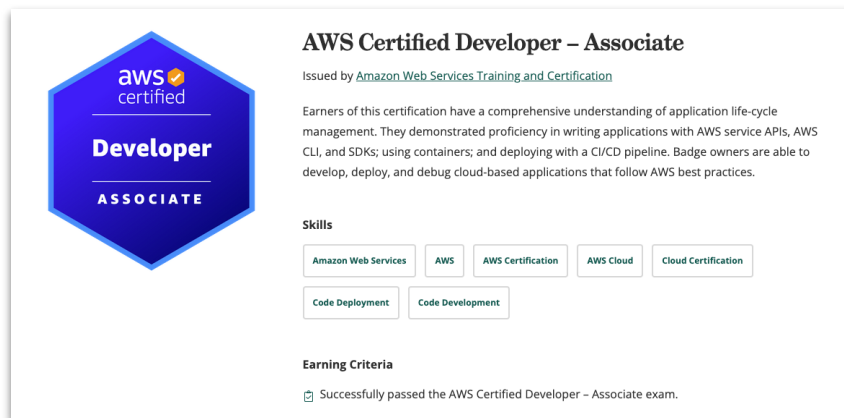 aws
certified
Developer
ASSOCIATE
AWS Certified Developer – Associate
Issued by Amazon Web Services Training and Certification
Earners of this certification have a comprehensive understanding of application life-cycle
management. They demonstrated proficiency in writing applications with AWS service APIs, AWS
CLI, and SDKs; using containers; and deploying with a CI/CD pipeline. Badge owners are able to
develop, deploy, and debug cloud-based applications that follow AWS best practices.
Skills
Amazon Web Services AWS AWS Certification AWS Cloud Cloud Certification
Code Deployment Code Development
Earning Criteria
Successfully passed the AWS Certified Developer – Associate exam.